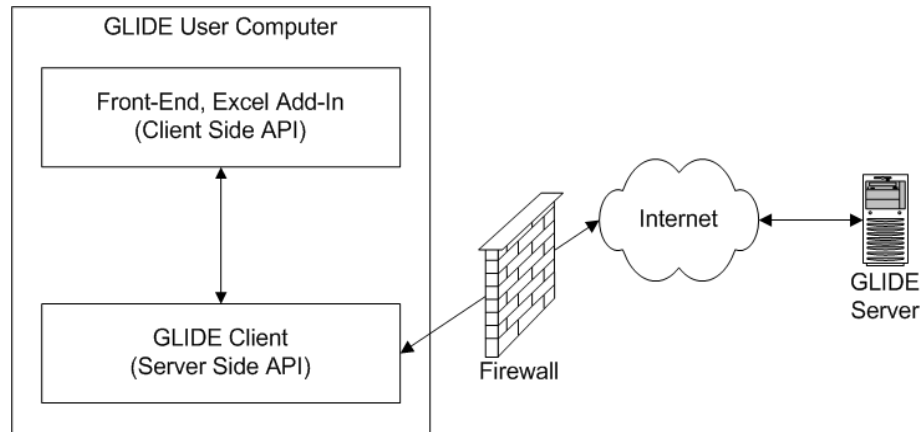 GLIDE User Computer
Front-End, Excel Add-In
(Client Side API)
GLIDE Client
(Server Side API)
Firewall
Internet
GLIDE
Server